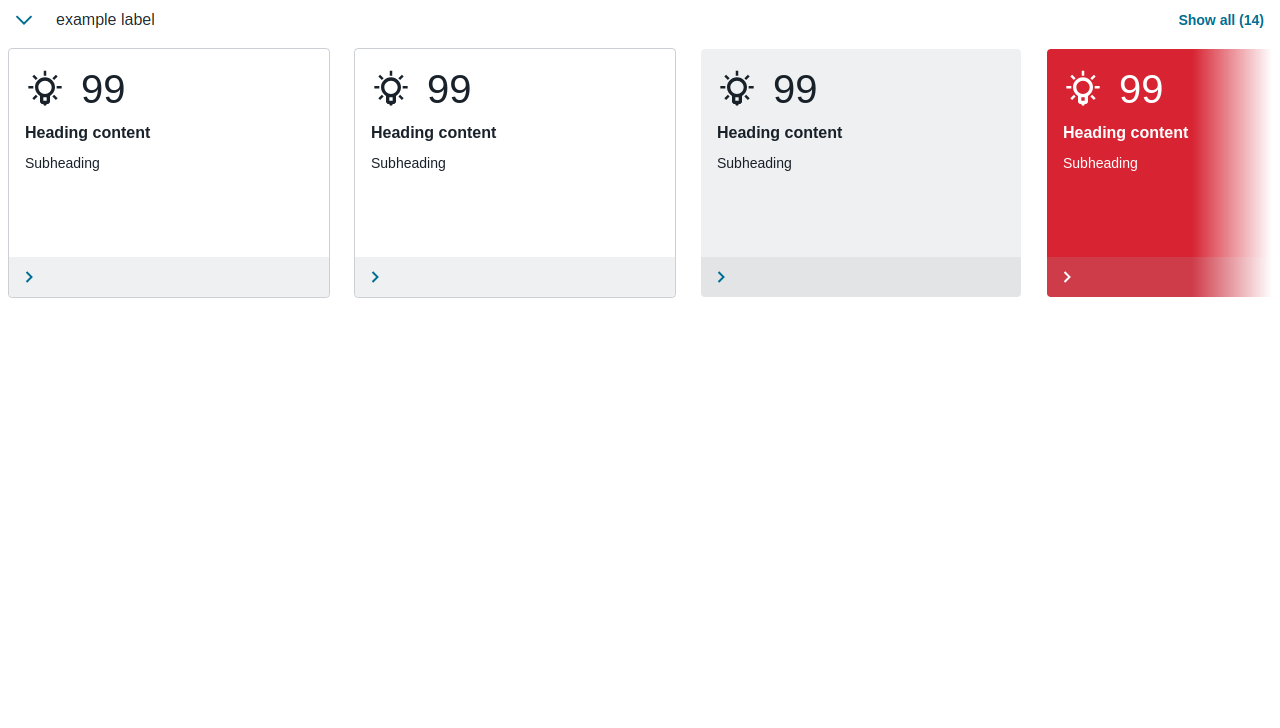 example label
Show all (14)
99
Heading content
Subheading
99
Heading content
Subheading
99
Heading content
Subheading
99
Heading content
Subheading